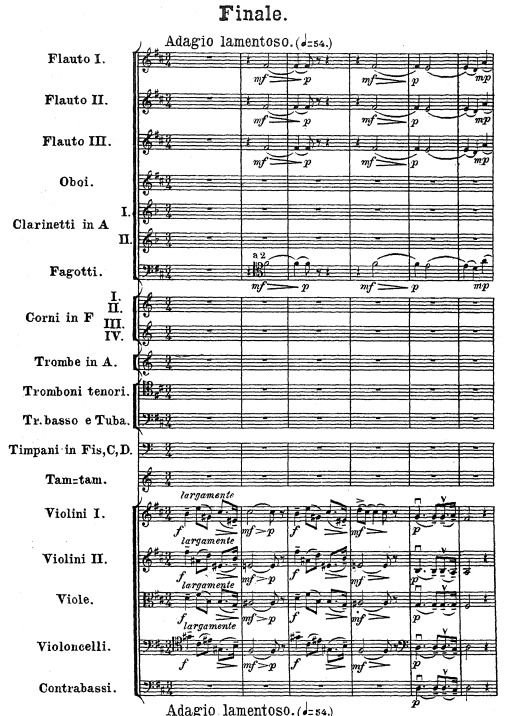 Finale.
Adagio lamentoso. (♩=54.)
Flauto I.
mf p mf p mp
Flauto II.
mf p mf p mp
Flauto III.
mf p mf p mp
Oboi.
Clarinetti in A I.
II.
Fagotti.
a 2
mf p mf p mp
Corni in F I.
II.
III.
IV.
Trombe in A.
Tromboni tenori.
Tr. basso e Tuba.
Timpani in Fis, C, D.
Tam=tam.
largamente
Violini I.
f mf p f mf p
largamente
Violini II.
f mf p f mf p
largamente
Viole.
f mf p f mf p
largamente
Violoncelli.
f mf p f mf p
Contrabassi.
p
Adagio lamentoso. (♩=54.)